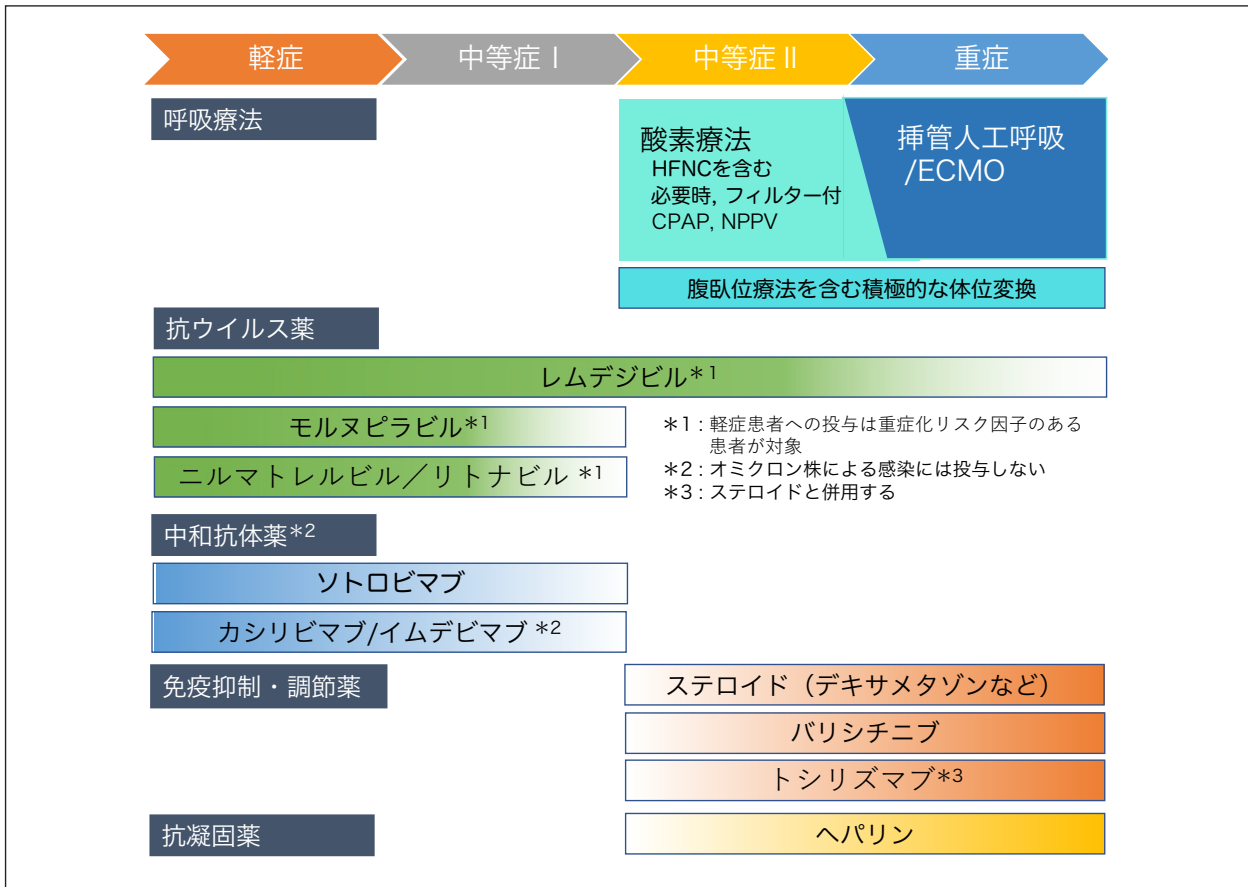 軽症
中等症Ⅰ
中等症Ⅱ
重症
呼吸療法
酸素療法
HFNCを含む
必要時, フィルター付
CPAP, NPPV
挿管人工呼吸
/ECMO
腹臥位療法を含む積極的な体位変換
抗ウイルス薬
レムデジビル*1
モルヌピラビル*1
ニルマトレルビル／リトナビル *1
*1 : 軽症患者への投与は重症化リスク因子のある
患者が対象
*2 : オミクロン株による感染には投与しない
*3 : ステロイドと併用する
中和抗体薬*2
ソトロビマブ
カシリビマブ/イムデビマブ *2
免疫抑制・調節薬
ステロイド（デキサメタゾンなど）
バリシチニブ
トシリズマブ*3
抗凝固薬
ヘパリン